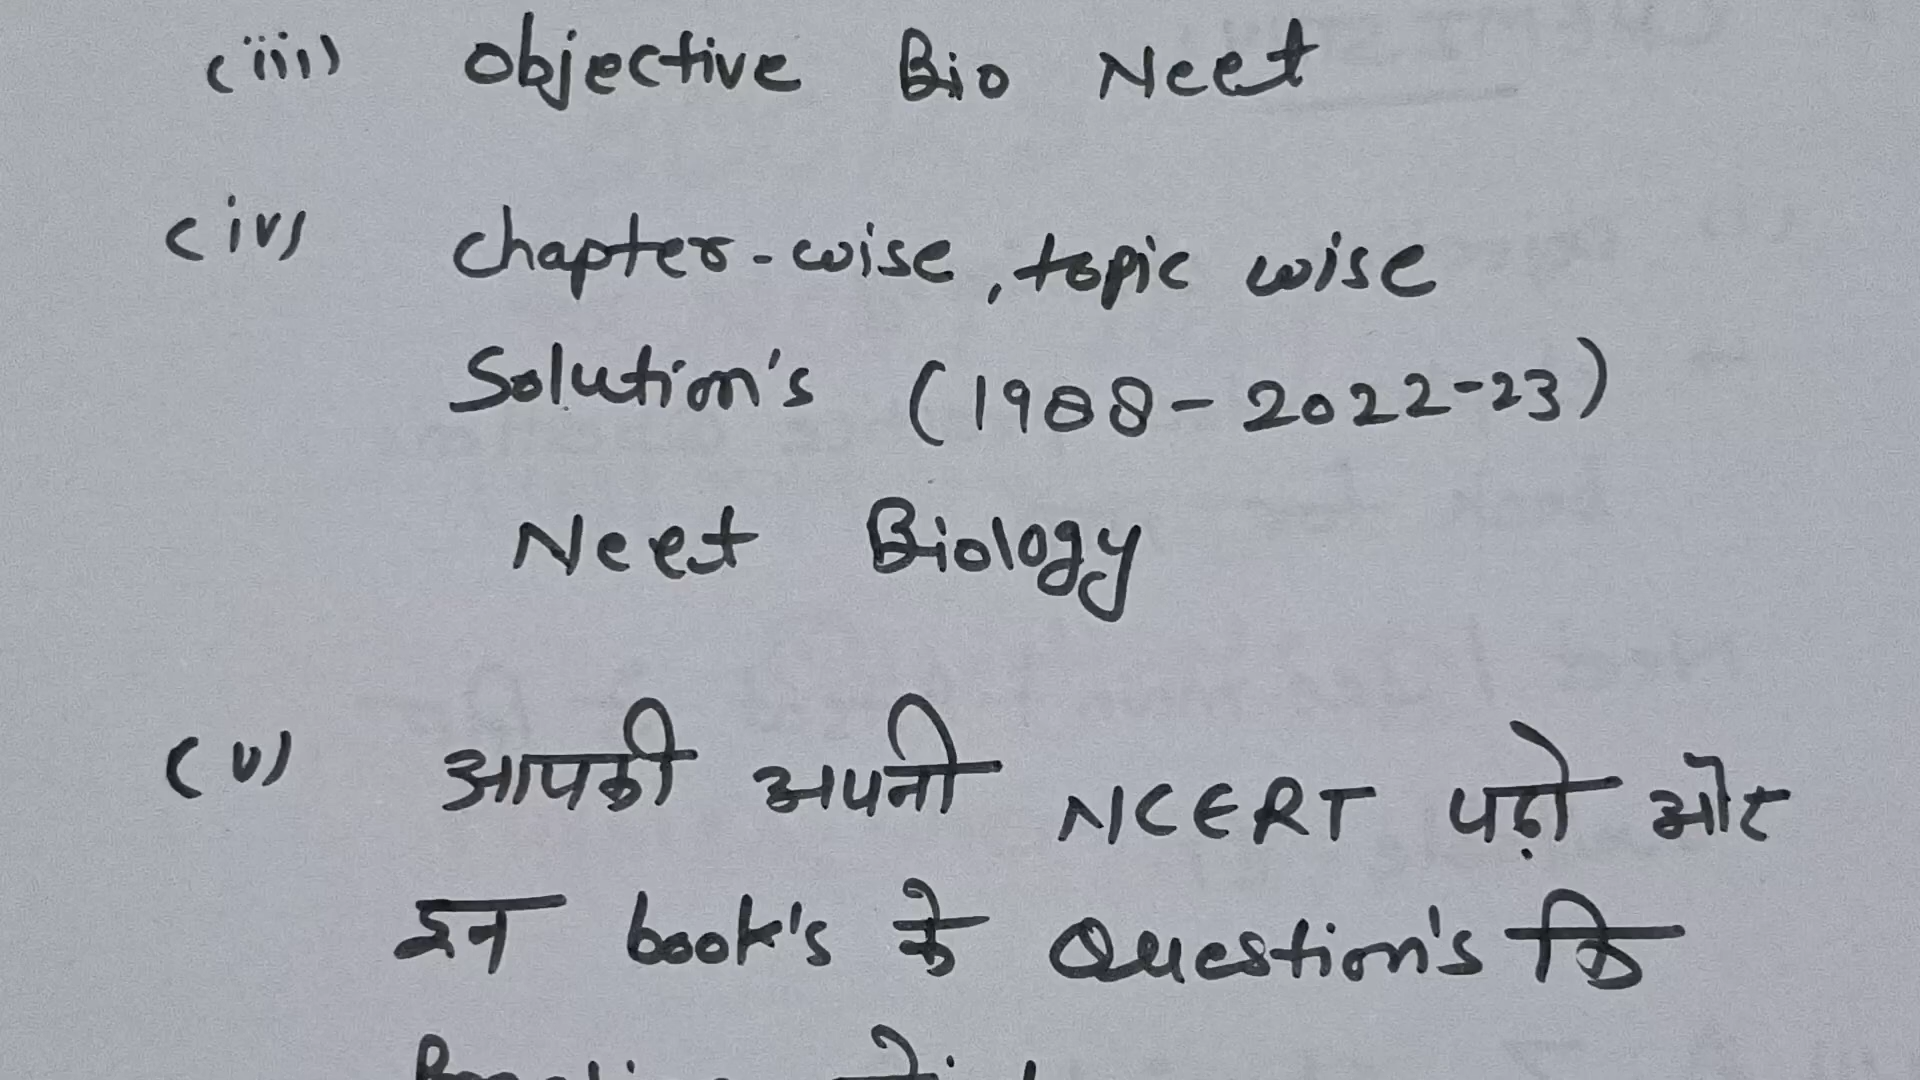 (iii) Objective Bio Neet
(iv) Chapter-wise, topic wise
Solution's (1988-2022-23)
Neet Biology
(v) आपकी अपनी NCERT पढ़ो ओर
इन book's के Question's कि